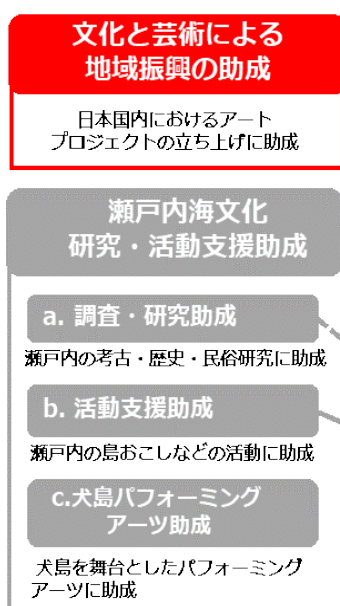 文化と芸術による
地域振興の助成
日本国内におけるアート
プロジェクトの立ち上げに助成
瀬戸内海文化
研究・活動支援助成
a. 調査・研究助成
瀬戸内の考古・歴史・民俗研究に助成
b. 活動支援助成
瀬戸内の島おこしなどの活動に助成
c.犬島パフォーミング
アーツ助成
犬島を舞台としたパフォーミング
アーツに助成